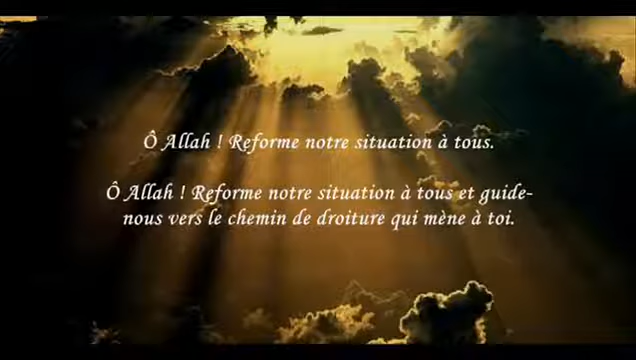 Ô Allah ! Reforme notre situation à tous.
Ô Allah ! Reforme notre situation à tous et guide-
nous vers le chemin de droiture qui mène à toi.